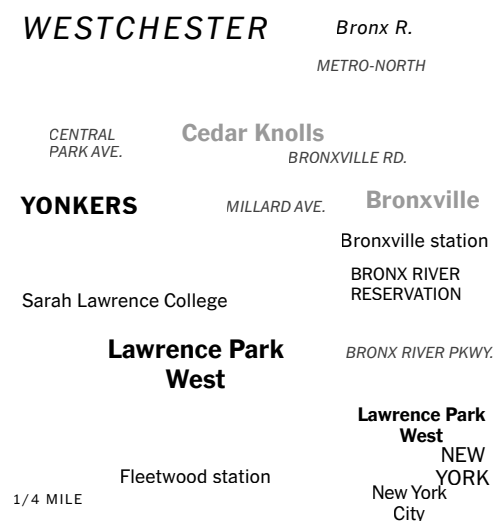 WESTCHESTER
Bronx R.
METRO-NORTH
CENTRAL
PARK AVE.
Cedar Knolls
BRONXVILLE RD.
YONKERS
MILLARD AVE.
Bronxville
Bronxville station
BRONX RIVER
RESERVATION
Sarah Lawrence College
Lawrence Park
West
BRONX RIVER PKWY.
Lawrence Park
West
NEW
YORK
Fleetwood station
New York
City
1/4 MILE